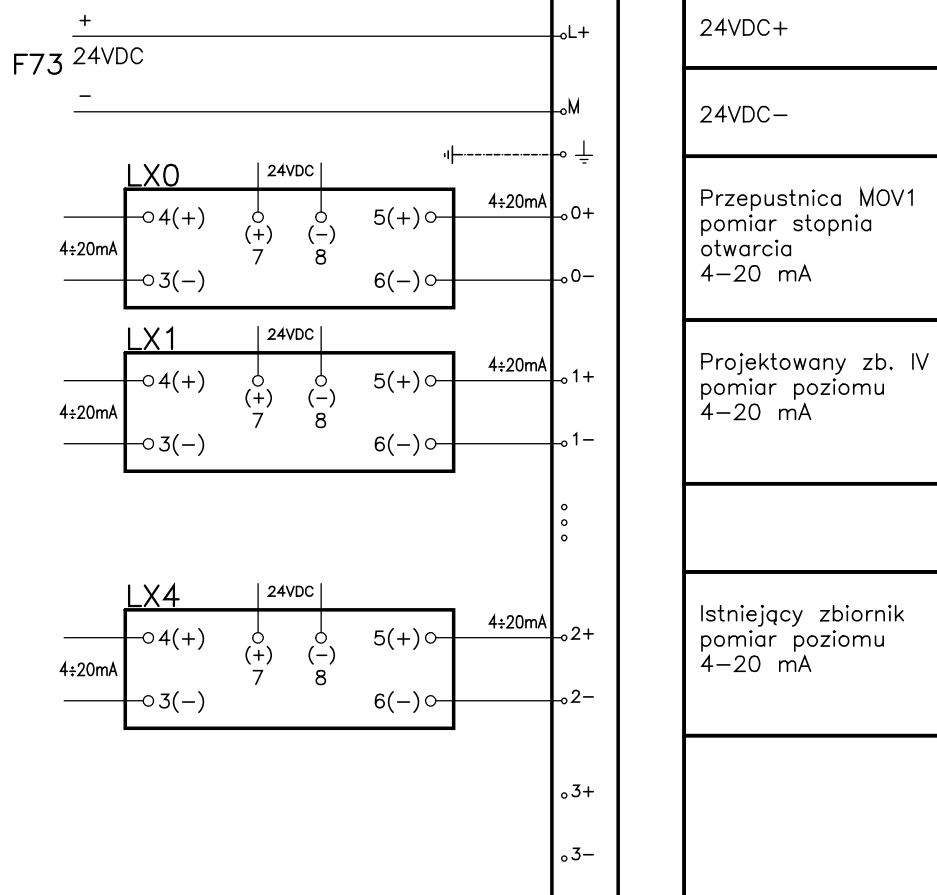 +
L+
24VDC+
F73 24VDC
−
M
24VDC−
LX0
24VDC
4÷20mA
4(+)
5(+)
0+
(+)
(−)
4÷20mA
7
8
3(−)
6(−)
0−
Przepustnica MOV1
pomiar stopnia
otwarcia
4−20 mA
LX1
24VDC
4÷20mA
4(+)
5(+)
1+
(+)
(−)
4÷20mA
7
8
3(−)
6(−)
1−
Projektowany zb. IV
pomiar poziomu
4−20 mA
LX4
24VDC
4÷20mA
4(+)
5(+)
2+
(+)
(−)
4÷20mA
7
8
3(−)
6(−)
2−
Istniejący zbiornik
pomiar poziomu
4−20 mA
3+
3−